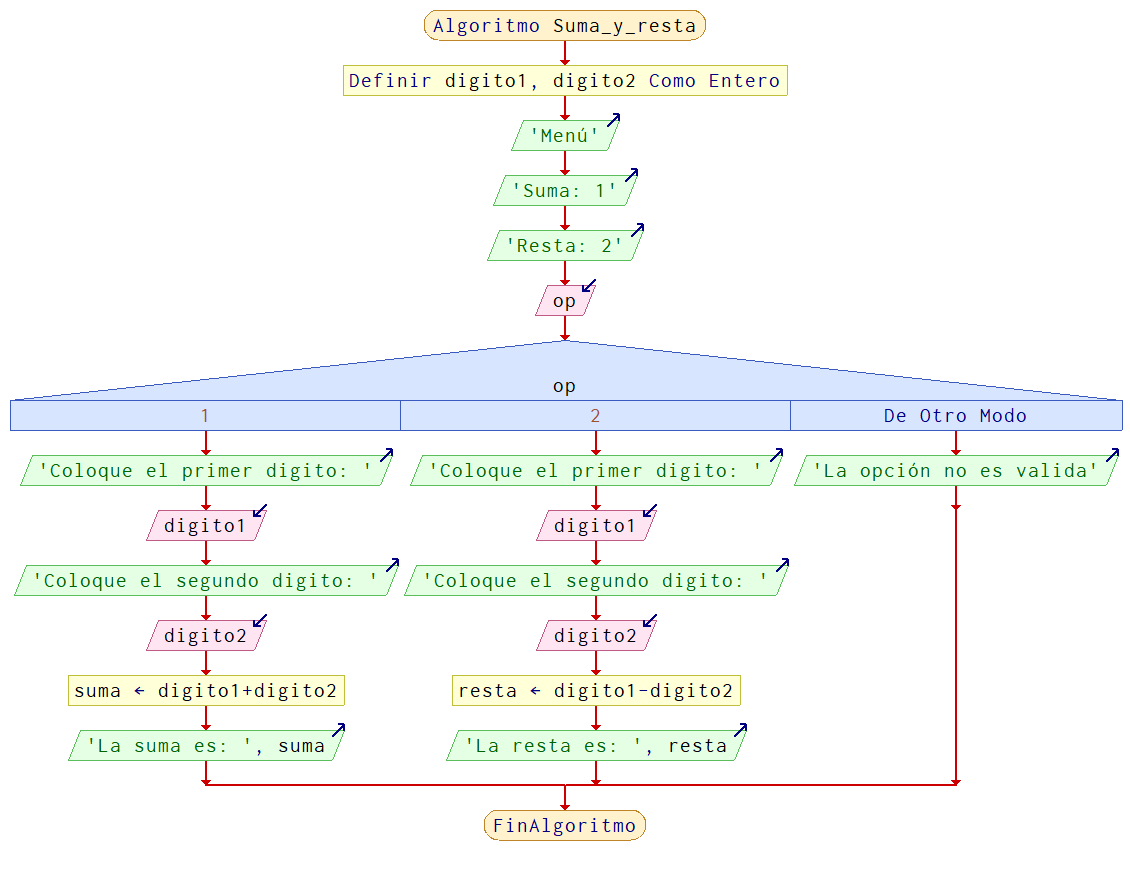 Algoritmo Suma_y_resta
Definir digito1, digito2 Como Entero
'Menú'
'Suma: 1'
'Resta: 2'
op
op
1
2
De Otro Modo
'Coloque el primer digito: '
'Coloque el primer digito: '
'La opción no es valida'
digito1
digito1
'Coloque el segundo digito: '
'Coloque el segundo digito: '
digito2
digito2
suma ← digito1+digito2
resta ← digito1-digito2
'La suma es: ', suma
'La resta es: ', resta
FinAlgoritmo